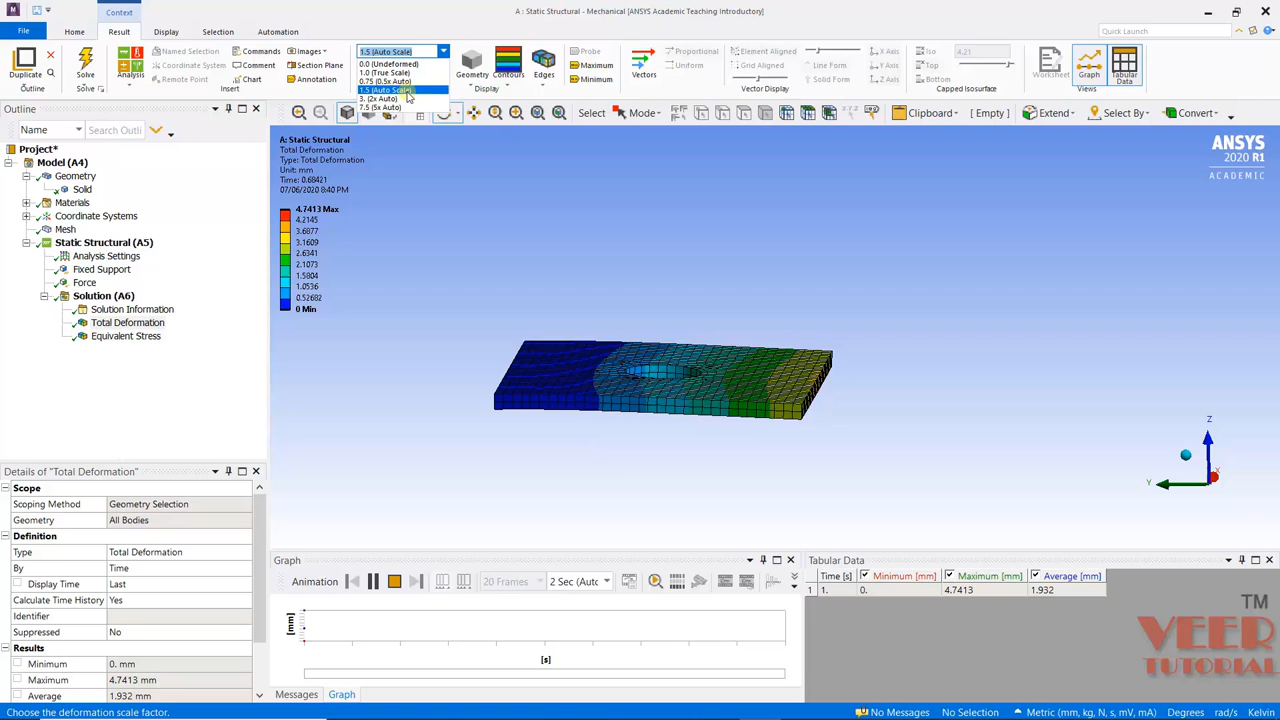 Context
A : Static Structural - Mechanical [ANSYS Academic Teaching Introductory]
File Home Result Display Selection Automation
Quick Launch
Duplicate
Solve
Analysis
Named Selection
Coordinate System
Remote Point
Commands
Comment
Chart
Images
Section Plane
Annotation
Insert
1.5 (Auto Scale)
0.0 (Undeformed)
1.0 (True Scale)
0.75 (0.5x Auto)
1.5 (Auto Scale)
3. (2x Auto)
7.5 (5x Auto)
Geometry
Contours
Edges
Display
Probe
Maximum
Minimum
Vectors
Proportional
Uniform
Element Aligned
Grid Aligned
X Axis
Y Axis
Z Axis
Line Form
Solid Form
Vector Display
Iso 4.21
Top
Bottom
Capped Isosurface
Worksheet
Graph
Tabular Data
Views
Select Mode
Clipboard [ Empty ] Extend Select By Convert
Outline
Name Search Outli
Project*
Model (A4)
Geometry
Solid
Materials
Coordinate Systems
Mesh
Static Structural (A5)
Analysis Settings
Fixed Support
Force
Solution (A6)
Solution Information
Total Deformation
Equivalent Stress
A: Static Structural
Total Deformation
Type: Total Deformation
Unit: mm
Time: 0.68421
07/06/2020 8:40 PM
4.7413 Max
4.2145
3.6877
3.1609
2.6341
2.1073
1.5804
1.0536
0.52682
0 Min
ANSYS
2020 R1
ACADEMIC
Z
Y
X
Details of "Total Deformation"
Scope
Scoping Method Geometry Selection
Geometry All Bodies
Definition
Type Total Deformation
By Time
Display Time Last
Calculate Time History Yes
Identifier
Suppressed No
Results
Minimum 0. mm
Maximum 4.7413 mm
Average 1.932 mm
Graph
Animation 20 Frames 2 Sec (Auto
[mm]
[s]
Messages Graph
Tabular Data
Time [s] Minimum [mm] Maximum [mm] Average [mm]
1 1. 0. 4.7413 1.932
TM
VEER
TUTORIAL
Choose the deformation scale factor.
No Messages No Selection Metric (mm, kg, N, s, mV, mA) Degrees rad/s Kelvin